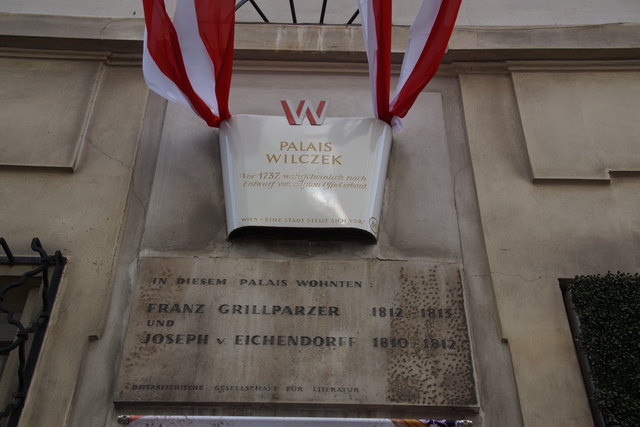 W
PALAIS
WILCZEK
Vor 1737, wahrscheinlich nach
Entwurf von Anton Ospel erbaut
WIEN – EINE STADT STELLT SICH VOR
IN DIESEM PALAIS WOHNTEN:
FRANZ GRILLPARZER 1812-1813
UND
JOSEPH v. EICHENDORFF 1810-1812
ÖSTERREICHISCHE GESELLSCHAFT FÜR LITERATUR